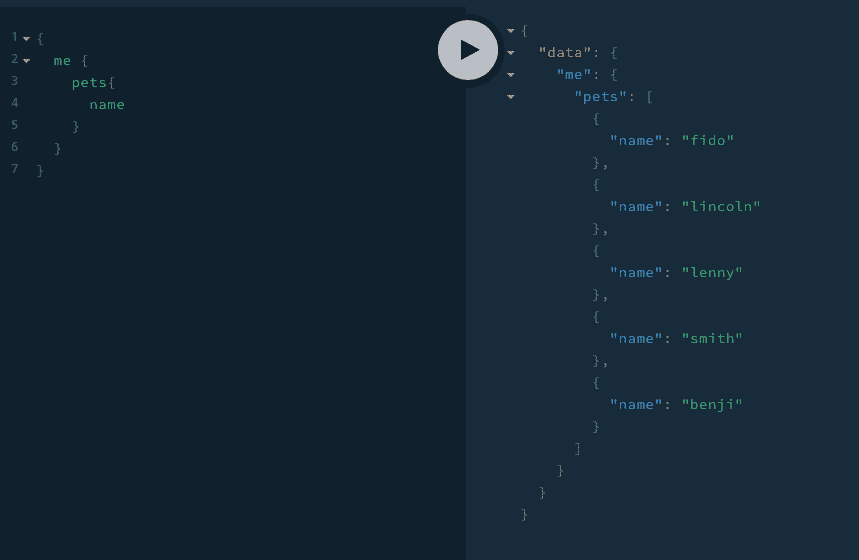 1 {
2 me {
3 pets{
4 name
5 }
6 }
7 }
{
"data": {
"me": {
"pets": [
{
"name": "fido"
},
{
"name": "lincoln"
},
{
"name": "lenny"
},
{
"name": "smith"
},
{
"name": "benji"
}
]
}
}
}